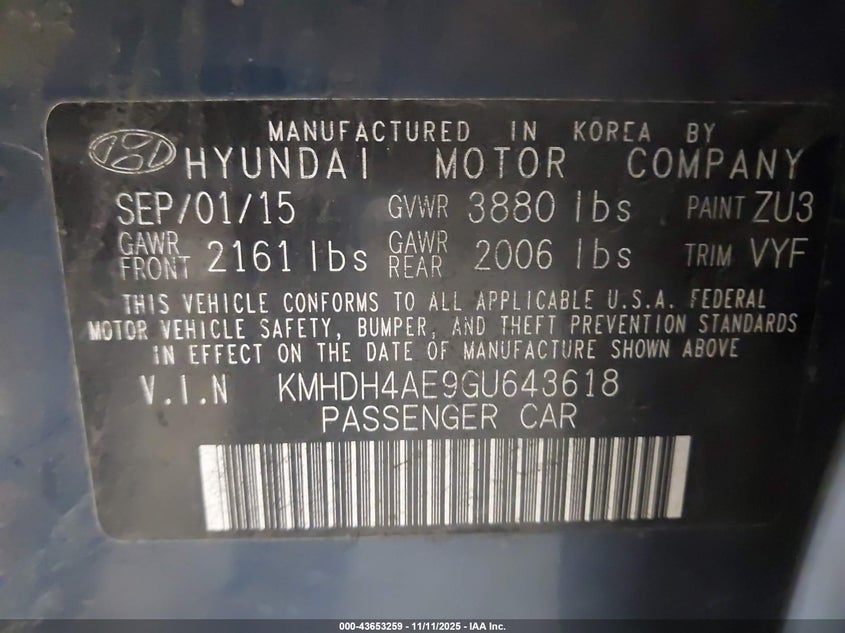 MANUFACTURED IN KOREA BY
HYUNDAI MOTOR COMPANY
SEP/01/15 GVWR 3880 lbs PAINT ZU3
GAWR FRONT 2161 lbs GAWR REAR 2006 lbs TRIM VYF
THIS VEHICLE CONFORMS TO ALL APPLICABLE U.S.A. FEDERAL
MOTOR VEHICLE SAFETY, BUMPER, AND THEFT PREVENTION STANDARDS
IN EFFECT ON THE DATE OF MANUFACTURE SHOWN ABOVE
V.I.N KMHDH4AE9GU643618
PASSENGER CAR
000-43653259 - 11/11/2025 - IAA Inc.